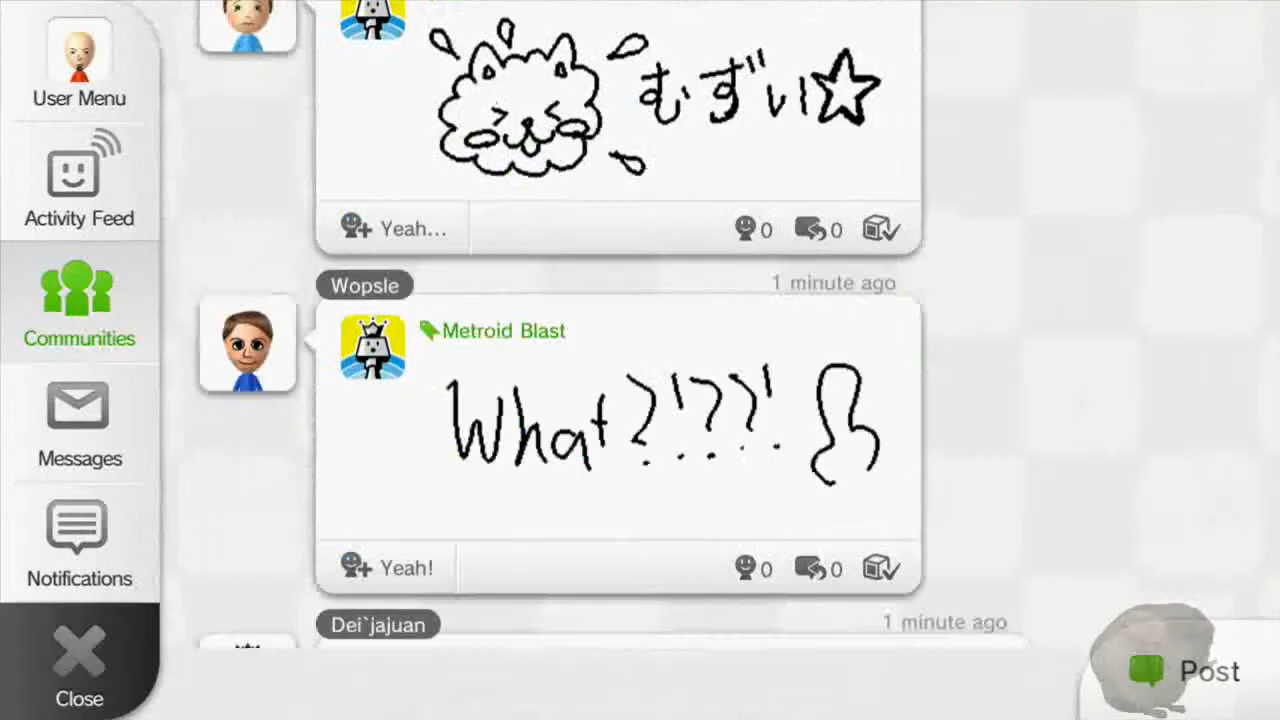 User Menu
Activity Feed
Communities
Messages
Notifications
Close
むずい☆
Yeah...
0
0
Wopsle
1 minute ago
Metroid Blast
What?!??!
Yeah!
0
0
Dei`jajuan
1 minute ago
Post